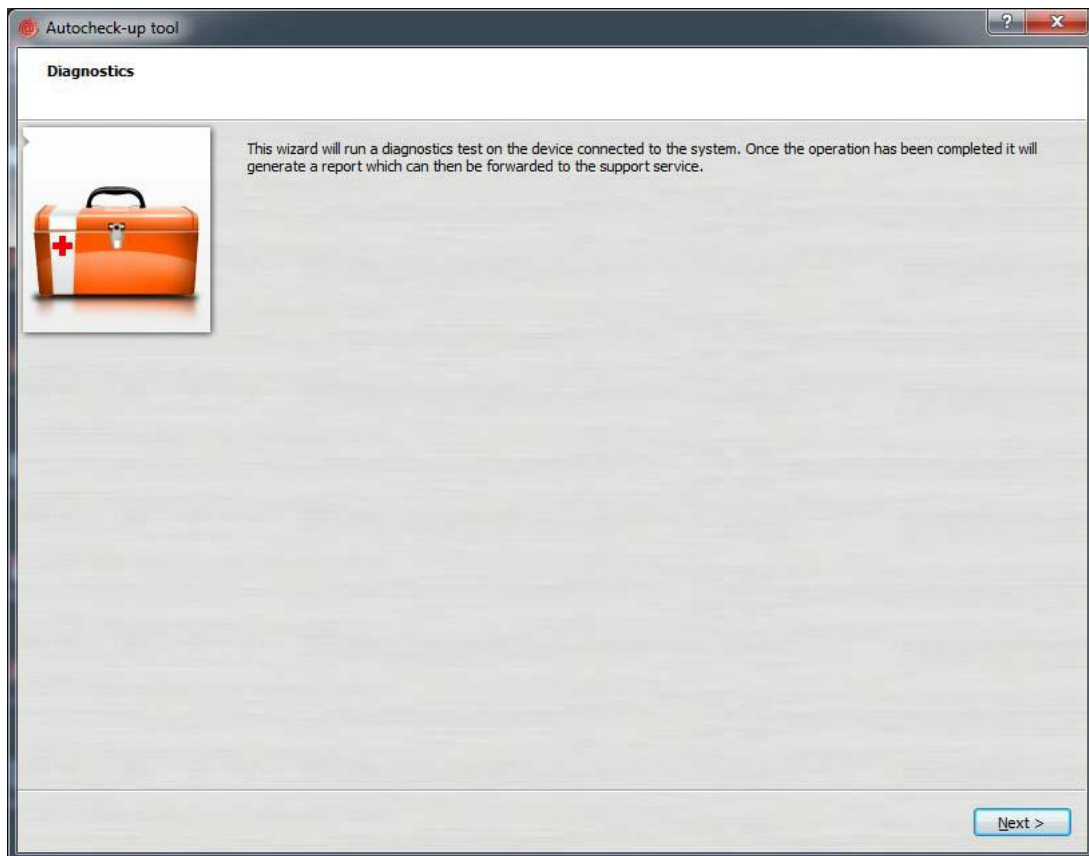 Autocheck-up tool
?
X
Diagnostics
This wizard will run a diagnostics test on the device connected to the system. Once the operation has been completed it will
generate a report which can then be forwarded to the support service.
Next >